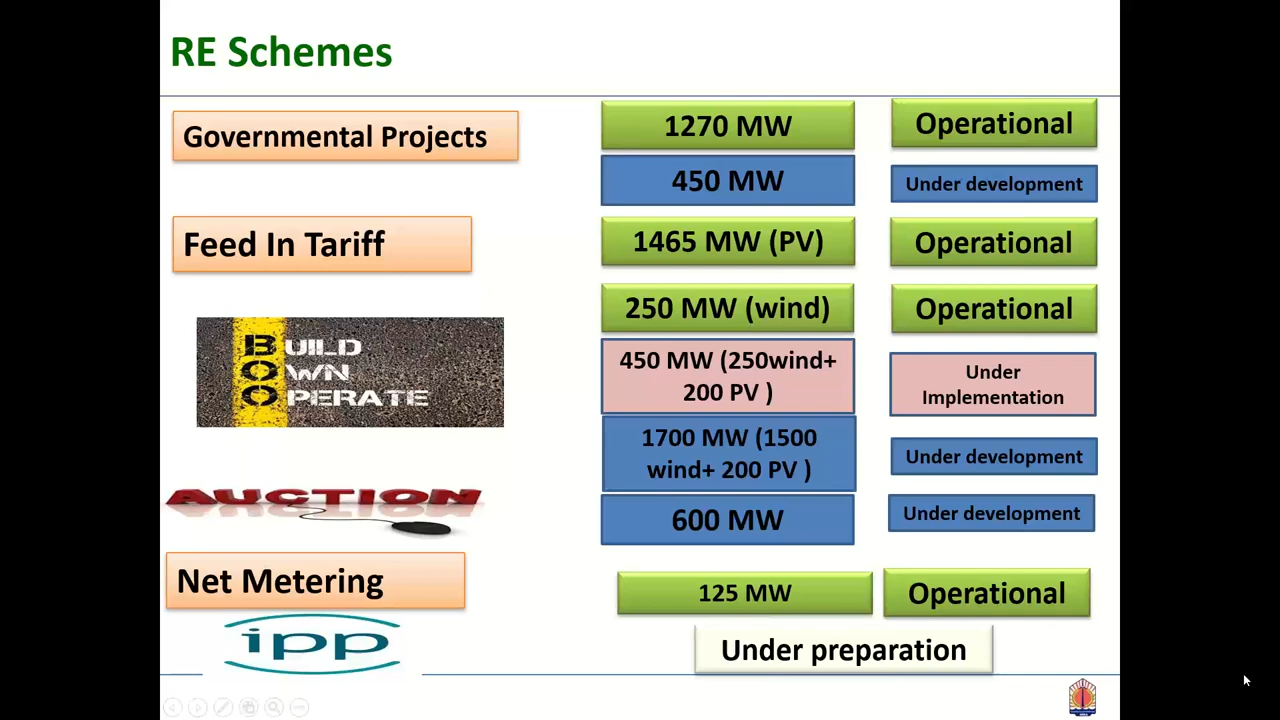 RE Schemes
Governmental Projects
1270 MW
Operational
450 MW
Under development
Feed In Tariff
1465 MW (PV)
Operational
BUILD
OWN
OPERATE
250 MW (wind)
Operational
450 MW (250wind+
200 PV )
Under
Implementation
1700 MW (1500
wind+ 200 PV )
Under development
AUCTION
600 MW
Under development
Net Metering
125 MW
Operational
ipp
Under preparation